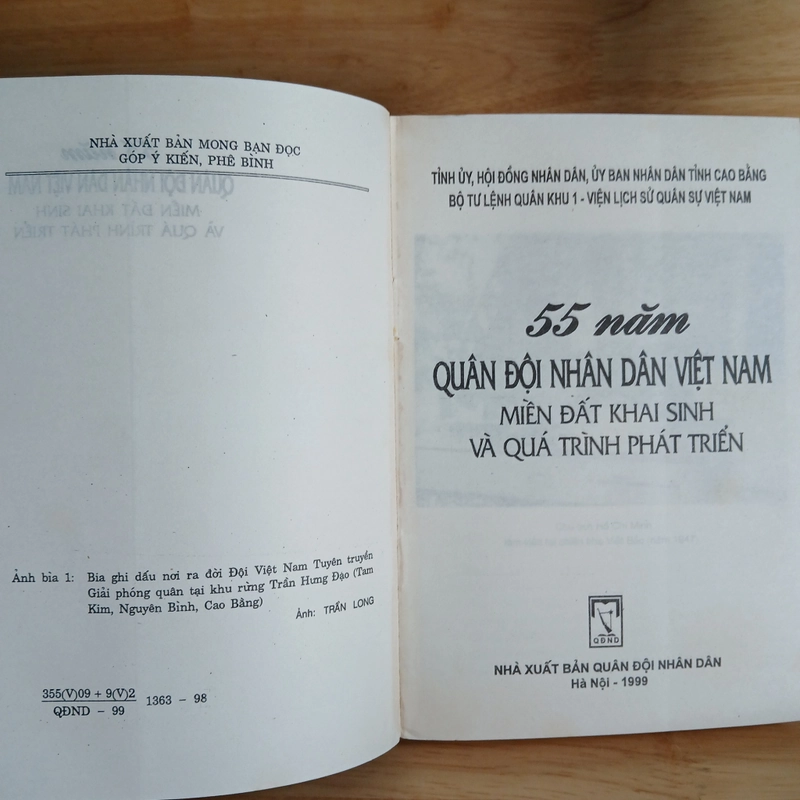 NHÀ XUẤT BẢN MONG BẠN ĐỌC
GÓP Ý KIẾN, PHÊ BÌNH
Ảnh bìa 1: Bia ghi dấu nơi ra đời Đội Việt Nam Tuyên truyền
Giải phóng quân tại khu rừng Trần Hưng Đạo (Tam
Kim, Nguyên Bình, Cao Bằng)
Ảnh: TRẦN LONG
355(V)09 + 9(V)2
QĐND – 99
1363 – 98
TỈNH ỦY, HỘI ĐỒNG NHÂN DÂN, ỦY BAN NHÂN DÂN TỈNH CAO BẰNG
BỘ TƯ LỆNH QUÂN KHU 1 - VIỆN LỊCH SỬ QUÂN SỰ VIỆT NAM
55 năm
QUÂN ĐỘI NHÂN DÂN VIỆT NAM
MIỀN ĐẤT KHAI SINH
VÀ QUÁ TRÌNH PHÁT TRIỂN
QĐND
NHÀ XUẤT BẢN QUÂN ĐỘI NHÂN DÂN
Hà Nội - 1999